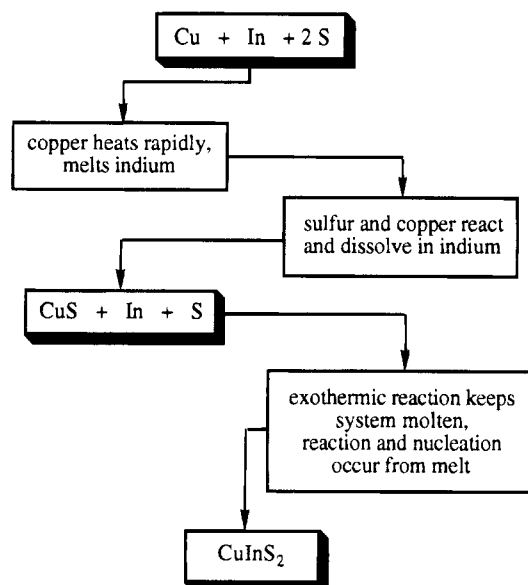 Cu + In + 2 S
copper heats rapidly,
melts indium
sulfur and copper react
and dissolve in indium
CuS + In + S
exothermic reaction keeps
system molten,
reaction and nucleation
occur from melt
CuInS₂